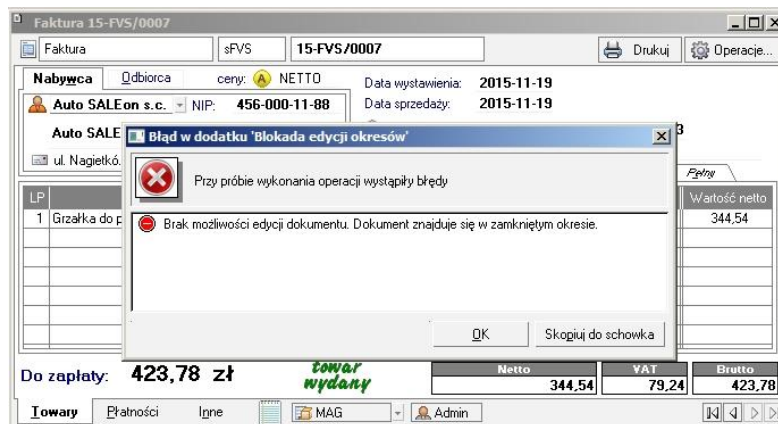 Faktura 15-FVS/0007
Faktura sFVS 15-FVS/0007 Drukuj Operacje...
Nabywca Odbiorca ceny: A NETTO
Data wystawienia: 2015-11-19
Auto SALEon s.c. NIP: 456-000-11-88 Data sprzedaży: 2015-11-19
Auto SALE
Błąd w dodatku 'Blokada edycji okresów'
ul. Nagietko
Przy próbie wykonania operacji wystąpiły błędy
Pełny
LP Wartość netto
1 Grzałka do p 344,54
Brak możliwości edycji dokumentu. Dokument znajduje się w zamkniętym okresie.
OK Skopiuj do schowka
Do zapłaty: 423,78 zł towar wydany
Netto VAT Brutto
344,54 79,24 423,78
Towary Płatności Inne MAG Admin